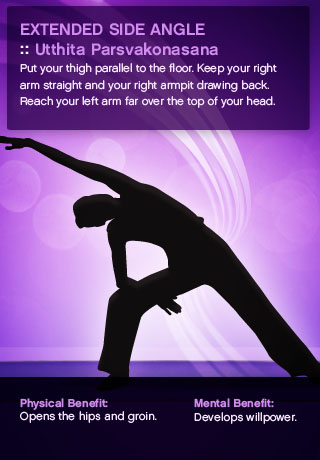 EXTENDED SIDE ANGLE
:: Utthita Parsvakonasana
Put your thigh parallel to the floor. Keep your right
arm straight and your right armpit drawing back.
Reach your left arm far over the top of your head.
Physical Benefit:
Opens the hips and groin.
Mental Benefit:
Develops willpower.